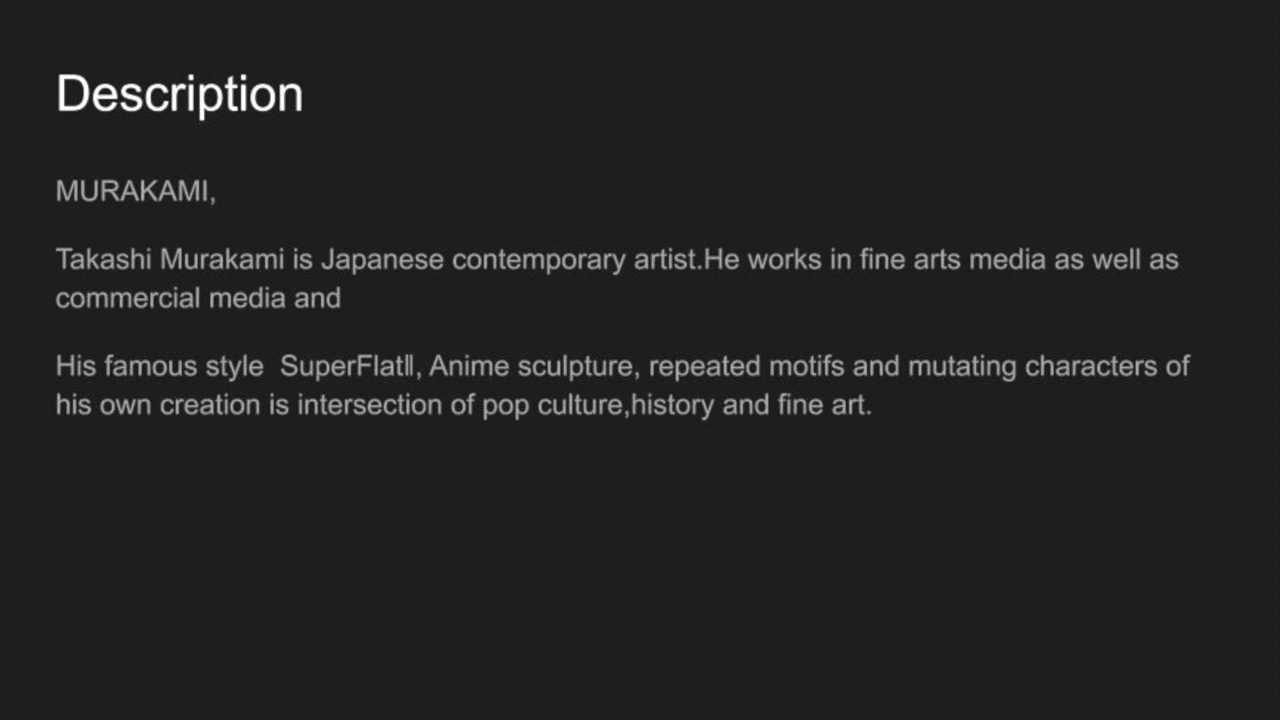 Description
MURAKAMI,
Takashi Murakami is Japanese contemporary artist.He works in fine arts media as well as
commercial media and
His famous style  SuperFlat‖, Anime sculpture, repeated motifs and mutating characters of
his own creation is intersection of pop culture,history and fine art.